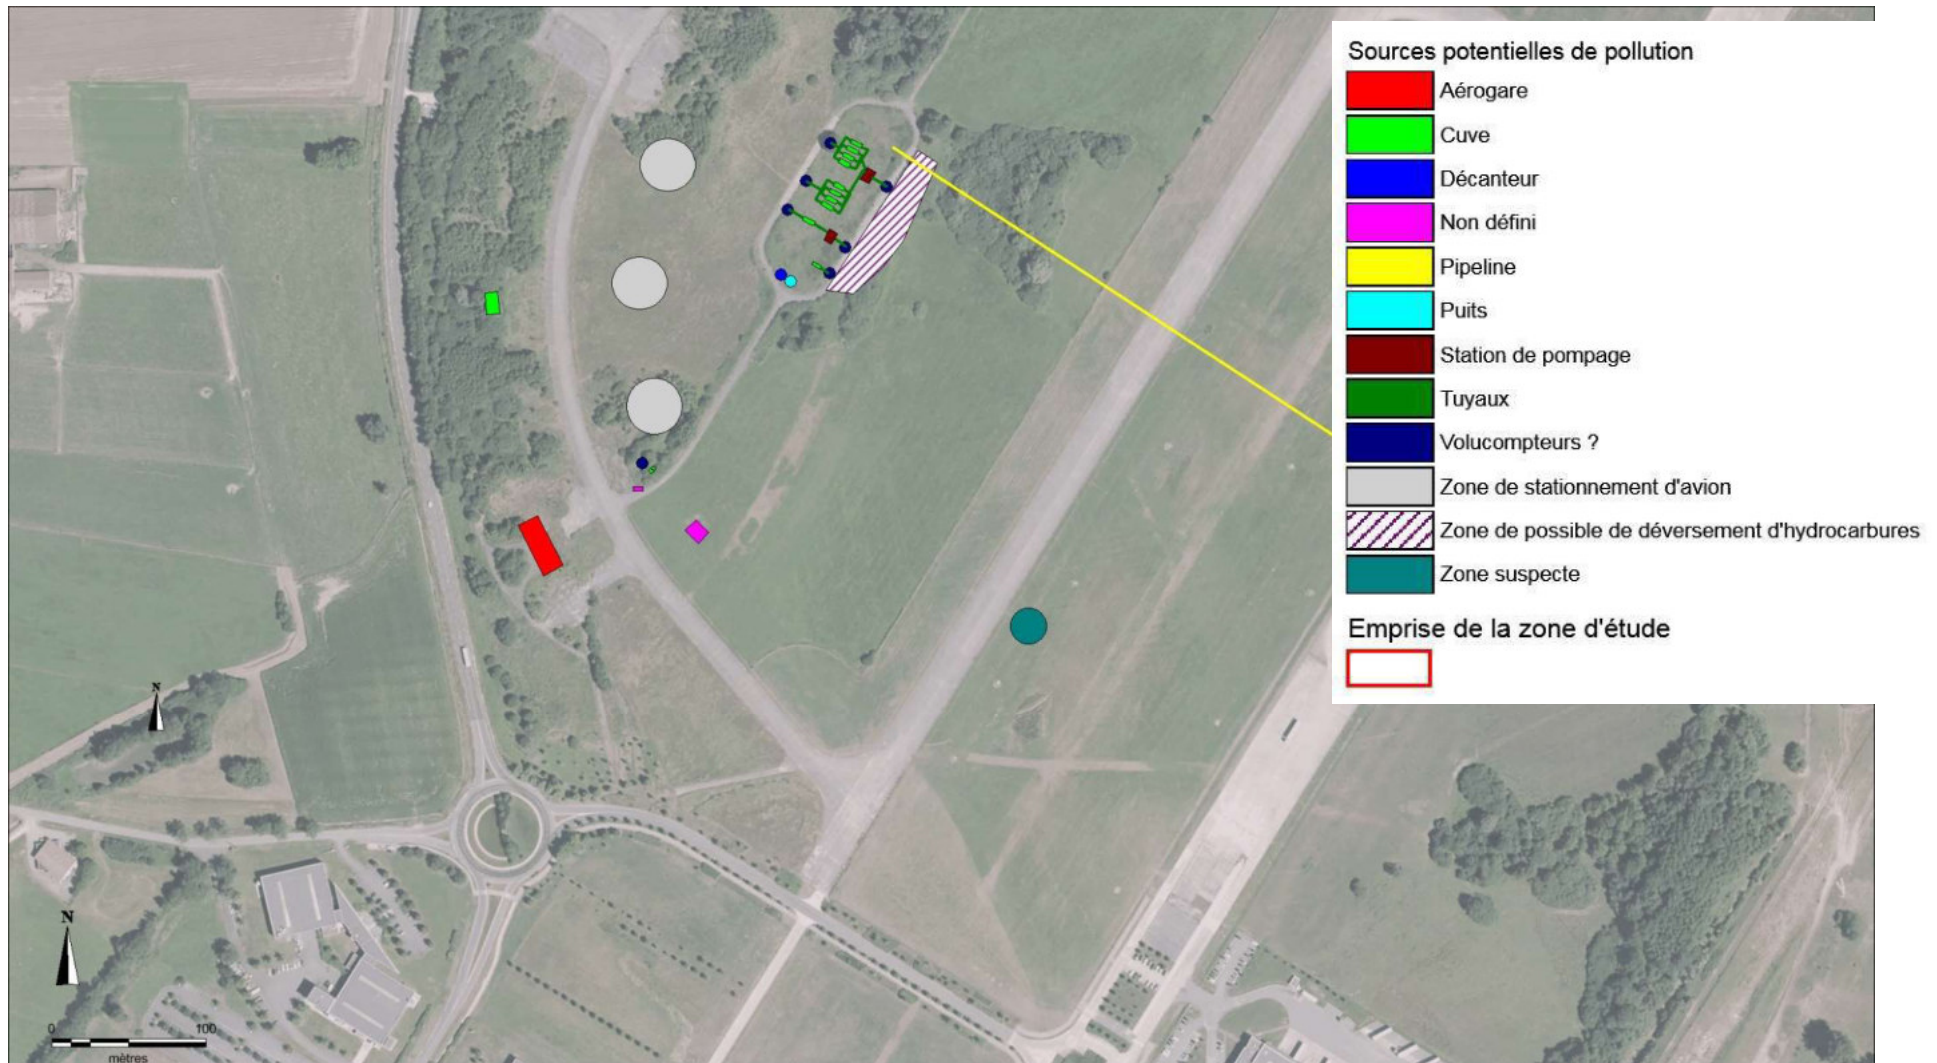 Sources potentielles de pollution
Aérogare
Cuve
Décanteur
Non défini
Pipeline
Puits
Station de pompage
Tuyaux
Volucompteurs ?
Zone de stationnement d'avion
Zone de possible de déversement d'hydrocarbures
Zone suspecte
Emprise de la zone d'étude
N
N
0 100
mètres